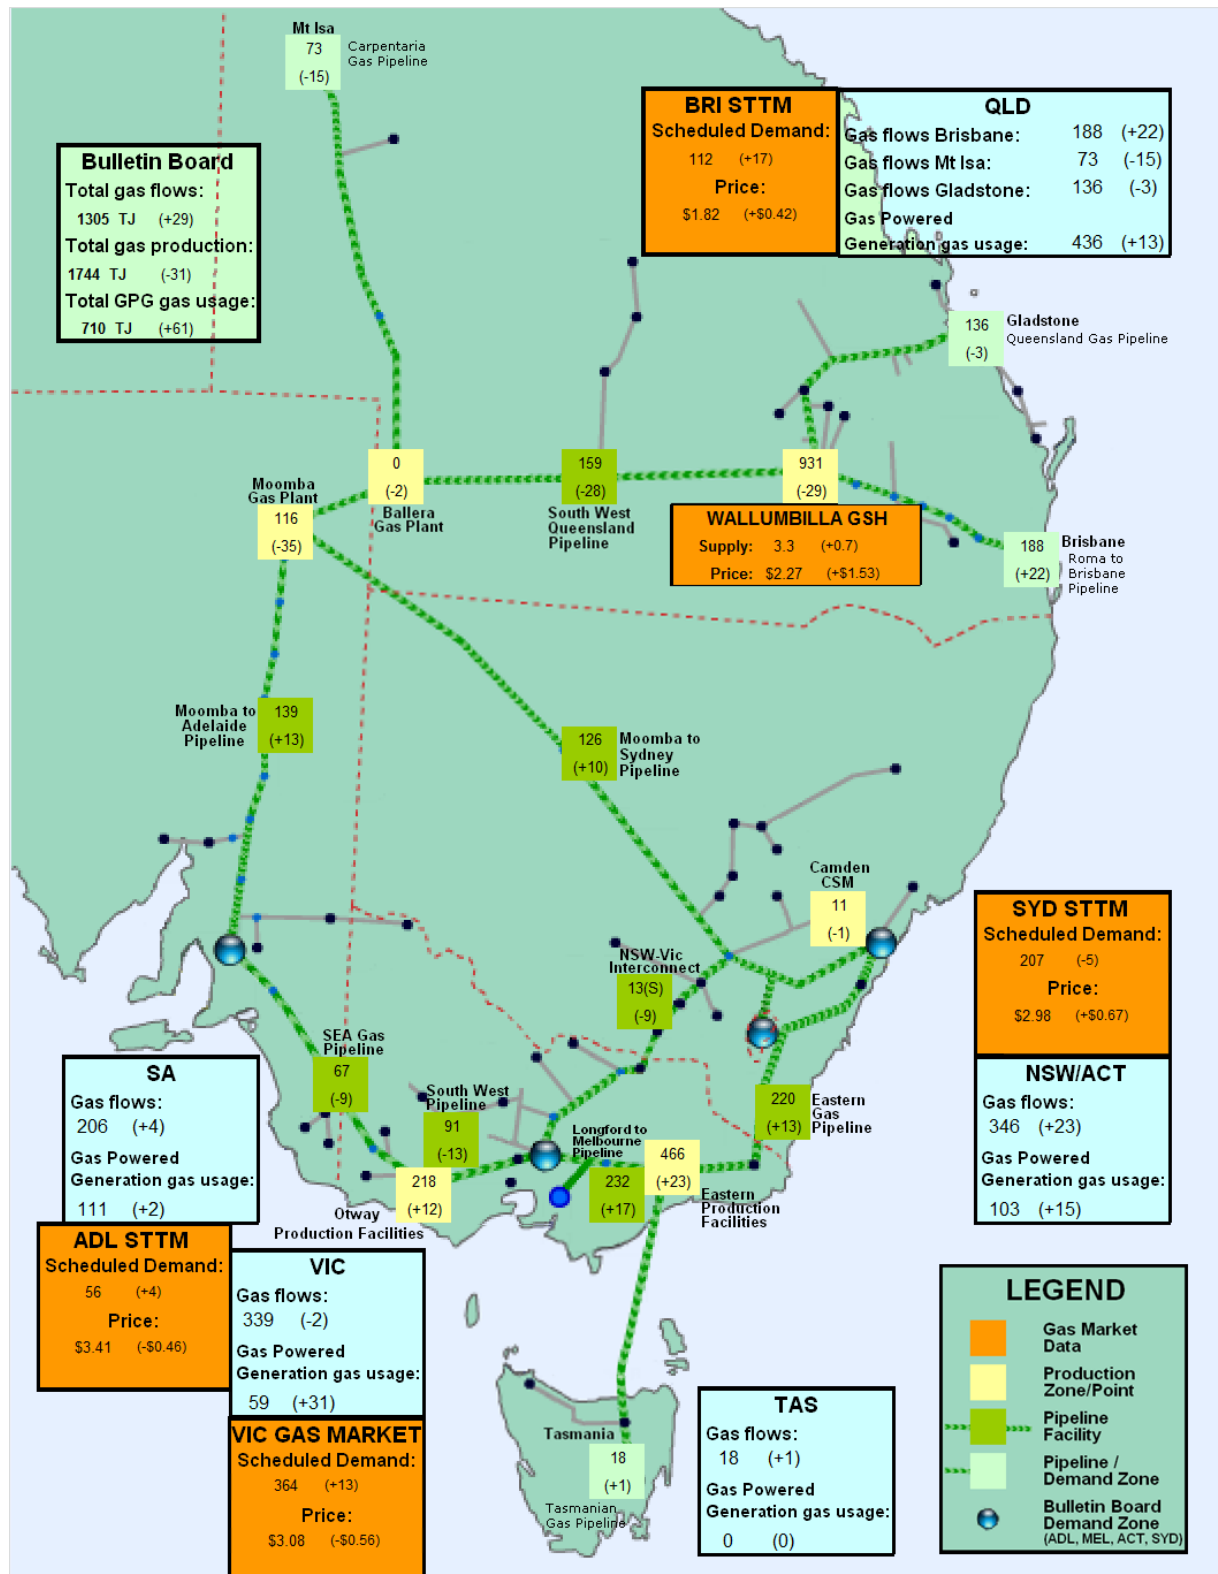 Mt Isa
73
(-15)
Carpentaria
Gas Pipeline
Bulletin Board
Total gas flows:
1305 TJ (+29)
Total gas production:
1744 TJ (-31)
Total GPG gas usage:
710 TJ (+61)
BRI STTM
Scheduled Demand:
112 (+17)
Price:
$1.82 (+$0.42)
QLD
Gas flows Brisbane: 188 (+22)
Gas flows Mt Isa: 73 (-15)
Gas flows Gladstone: 136 (-3)
Gas Powered
Generation gas usage: 436 (+13)
136
(-3)
Gladstone
Queensland Gas Pipeline
Moomba
Gas Plant
116
(-35)
0
(-2)
Ballera
Gas Plant
159
(-28)
South West
Queensland
Pipeline
931
(-29)
WALLUMBILLA GSH
Supply: 3.3 (+0.7)
Price: $2.27 (+$1.53)
188
(+22)
Brisbane
Roma to
Brisbane
Pipeline
Moomba to
Adelaide
Pipeline
139
(+13)
126
(+10)
Moomba to
Sydney
Pipeline
Camden
CSM
11
(-1)
NSW-Vic
Interconnect
13(S)
(-9)
SYD STTM
Scheduled Demand:
207 (-5)
Price:
$2.98 (+$0.67)
NSW/ACT
Gas flows:
346 (+23)
Gas Powered
Generation gas usage:
103 (+15)
SEA Gas
Pipeline
67
(-9)
South West
Pipeline
91
(-13)
Longford to
Melbourne
Pipeline
232
(+17)
466
(+23)
Eastern
Production
Facilities
220
(+13)
Eastern
Gas
Pipeline
218
(+12)
Otway
Production Facilities
SA
Gas flows:
206 (+4)
Gas Powered
Generation gas usage:
111 (+2)
ADL STTM
Scheduled Demand:
56 (+4)
Price:
$3.41 (-$0.46)
VIC
Gas flows:
339 (-2)
Gas Powered
Generation gas usage:
59 (+31)
VIC GAS MARKET
Scheduled Demand:
364 (+13)
Price:
$3.08 (-$0.56)
Tasmania
18
(+1)
Tasmanian
Gas Pipeline
TAS
Gas flows:
18 (+1)
Gas Powered
Generation gas usage:
0 (0)
LEGEND
Gas Market
Data
Production
Zone/Point
Pipeline
Facility
Pipeline /
Demand Zone
Bulletin Board
Demand Zone
(ADL, MEL, ACT, SYD)